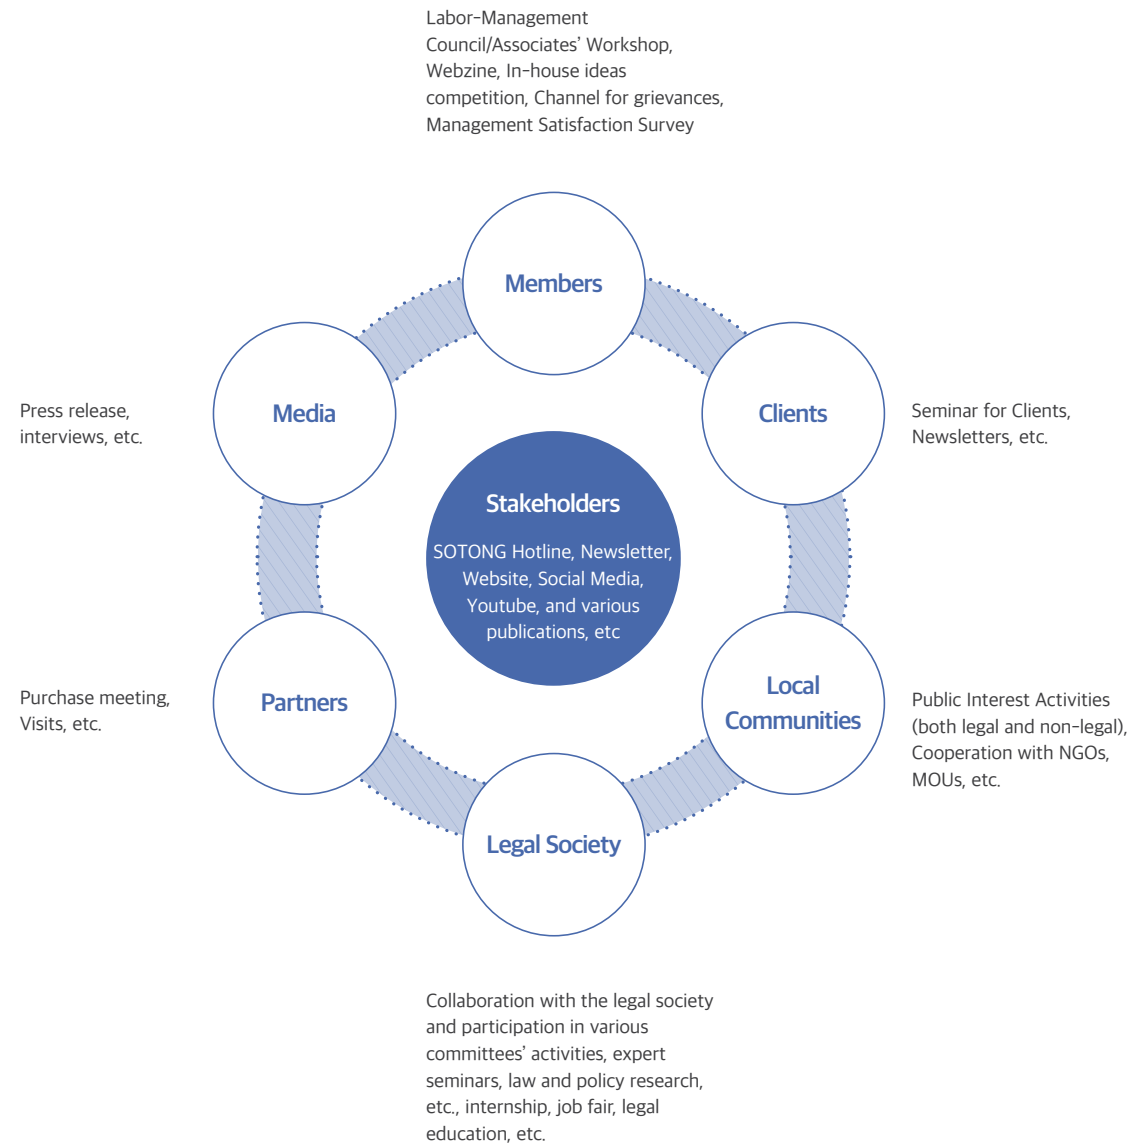 Labor-Management
Council/Associates’ Workshop,
Webzine, In-house ideas
competition, Channel for grievances,
Management Satisfaction Survey
Members
Media
Clients
Press release,
interviews, etc.
Seminar for Clients,
Newsletters, etc.
Stakeholders
SOTONG Hotline, Newsletter,
Website, Social Media,
Youtube, and various
publications, etc
Partners
Local
Communities
Purchase meeting,
Visits, etc.
Public Interest Activities
(both legal and non-legal),
Cooperation with NGOs,
MOUs, etc.
Legal Society
Collaboration with the legal society
and participation in various
committees’ activities, expert
seminars, law and policy research,
etc., internship, job fair, legal
education, etc.